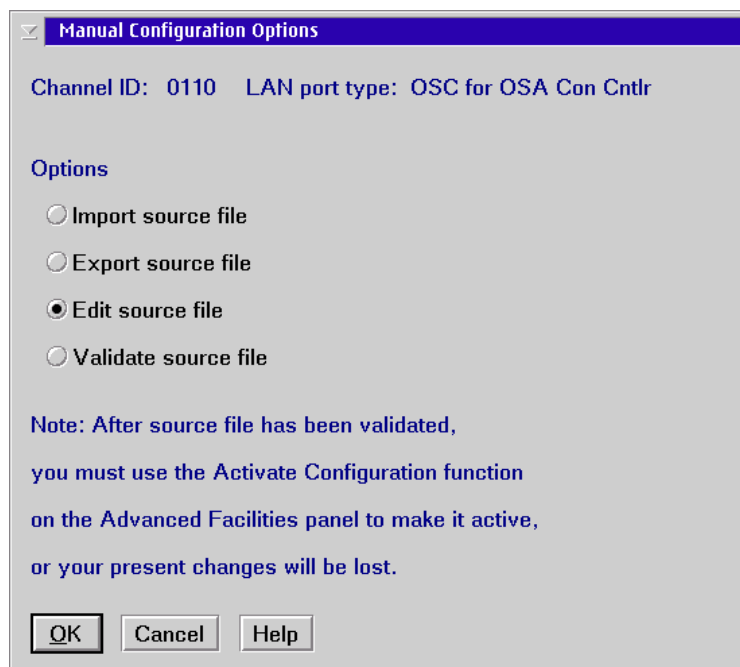 Manual Configuration Options
Channel ID: 0110 LAN port type: OSC for OSA Con Cntlr
Options
Import source file
Export source file
Edit source file
Validate source file
Note: After source file has been validated,
you must use the Activate Configuration function
on the Advanced Facilities panel to make it active,
or your present changes will be lost.
OK Cancel Help